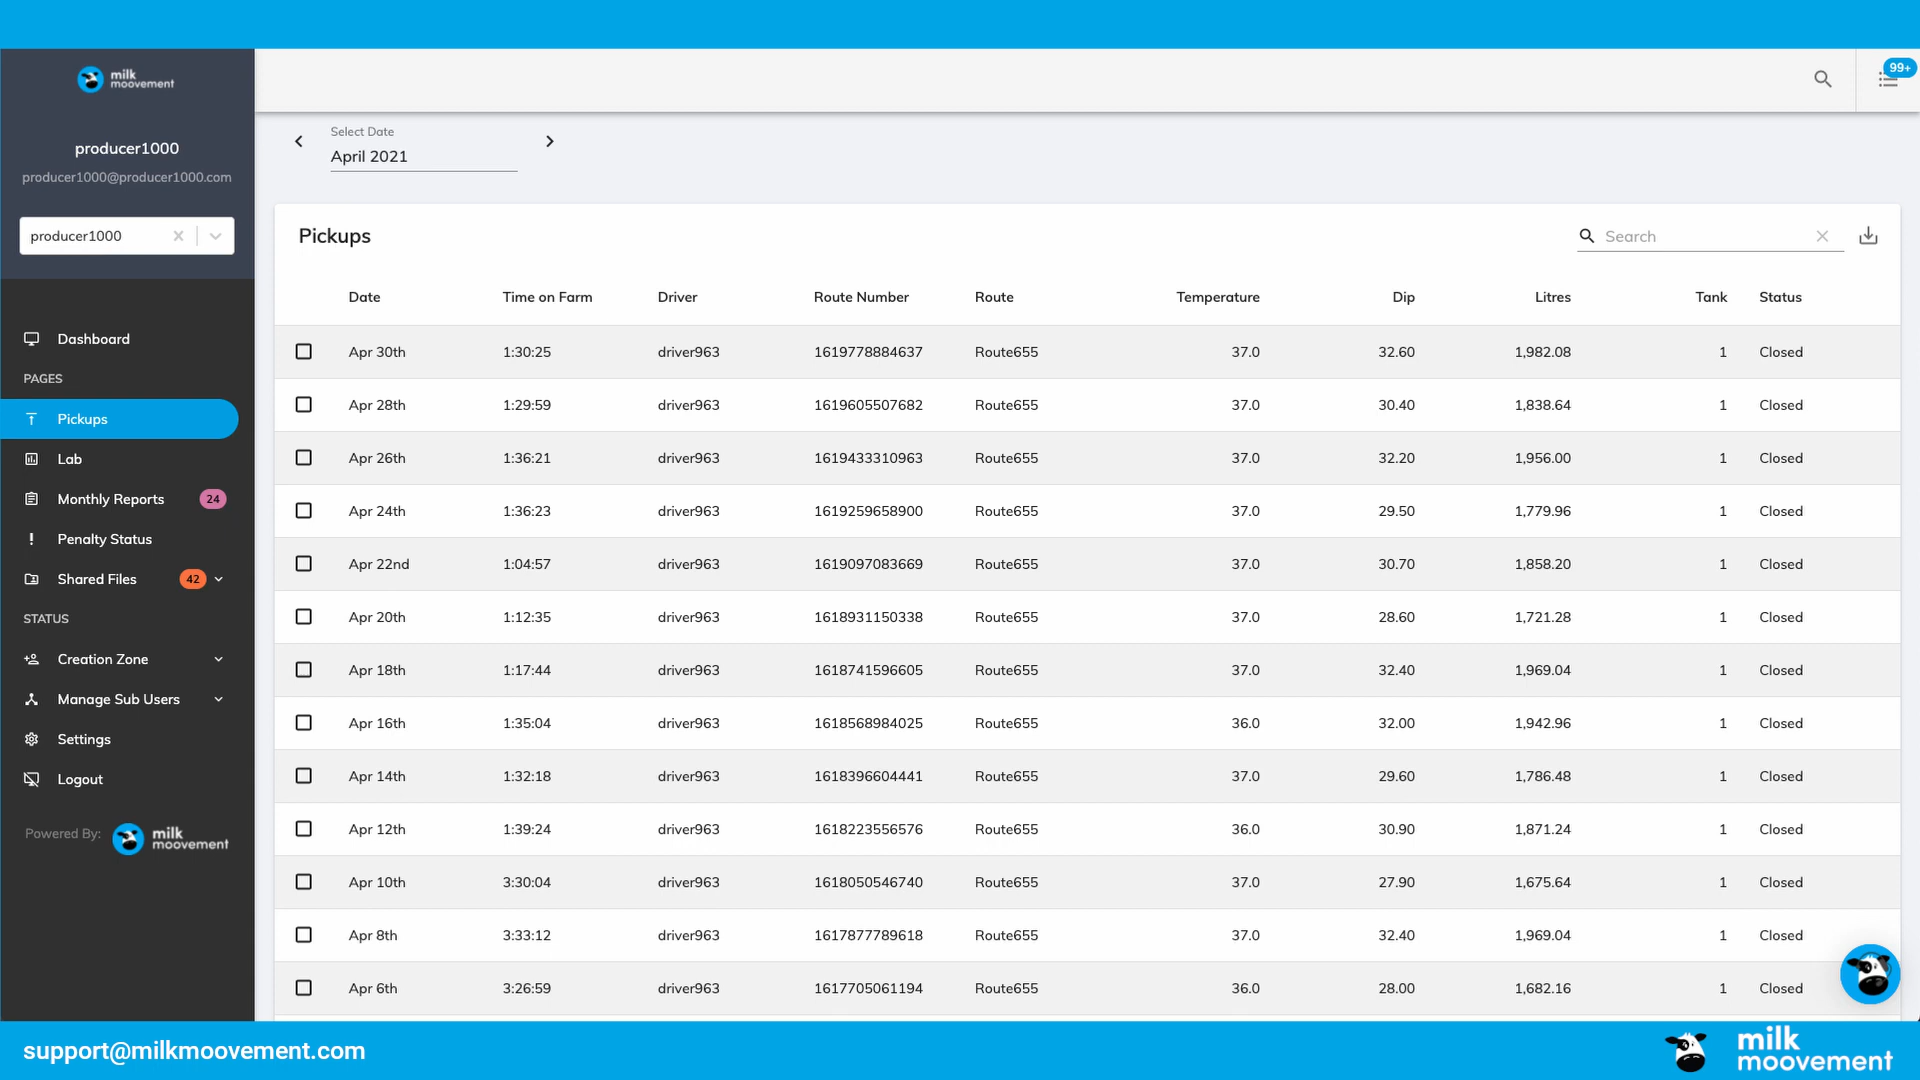 milk
moovement
99+
producer1000
producer1000@producer1000.com
producer1000
Select Date
April 2021
Pickups
Search
Date Time on Farm Driver Route Number Route Temperature Dip Litres Tank Status
Apr 30th 1:30:25 driver963 1619778884637 Route655 37.0 32.60 1,982.08 1 Closed
Apr 28th 1:29:59 driver963 1619605507682 Route655 37.0 30.40 1,838.64 1 Closed
Apr 26th 1:36:21 driver963 1619433310963 Route655 37.0 32.20 1,956.00 1 Closed
Apr 24th 1:36:23 driver963 1619259658900 Route655 37.0 29.50 1,779.96 1 Closed
Apr 22nd 1:04:57 driver963 1619097083669 Route655 37.0 30.70 1,858.20 1 Closed
Apr 20th 1:12:35 driver963 1618931150338 Route655 37.0 28.60 1,721.28 1 Closed
Apr 18th 1:17:44 driver963 1618741596605 Route655 37.0 32.40 1,969.04 1 Closed
Apr 16th 1:35:04 driver963 1618568984025 Route655 36.0 32.00 1,942.96 1 Closed
Apr 14th 1:32:18 driver963 1618396604441 Route655 37.0 29.60 1,786.48 1 Closed
Apr 12th 1:39:24 driver963 1618223556576 Route655 36.0 30.90 1,871.24 1 Closed
Apr 10th 3:30:04 driver963 1618050546740 Route655 37.0 27.90 1,675.64 1 Closed
Apr 8th 3:33:12 driver963 1617877789618 Route655 37.0 32.40 1,969.04 1 Closed
Apr 6th 3:26:59 driver963 1617705061194 Route655 36.0 28.00 1,682.16 1 Closed
Dashboard
PAGES
Pickups
Lab
Monthly Reports 24
Penalty Status
Shared Files 42
STATUS
Creation Zone
Manage Sub Users
Settings
Logout
Powered By: milk
moovement
support@milkmoovement.com
milk
moovement